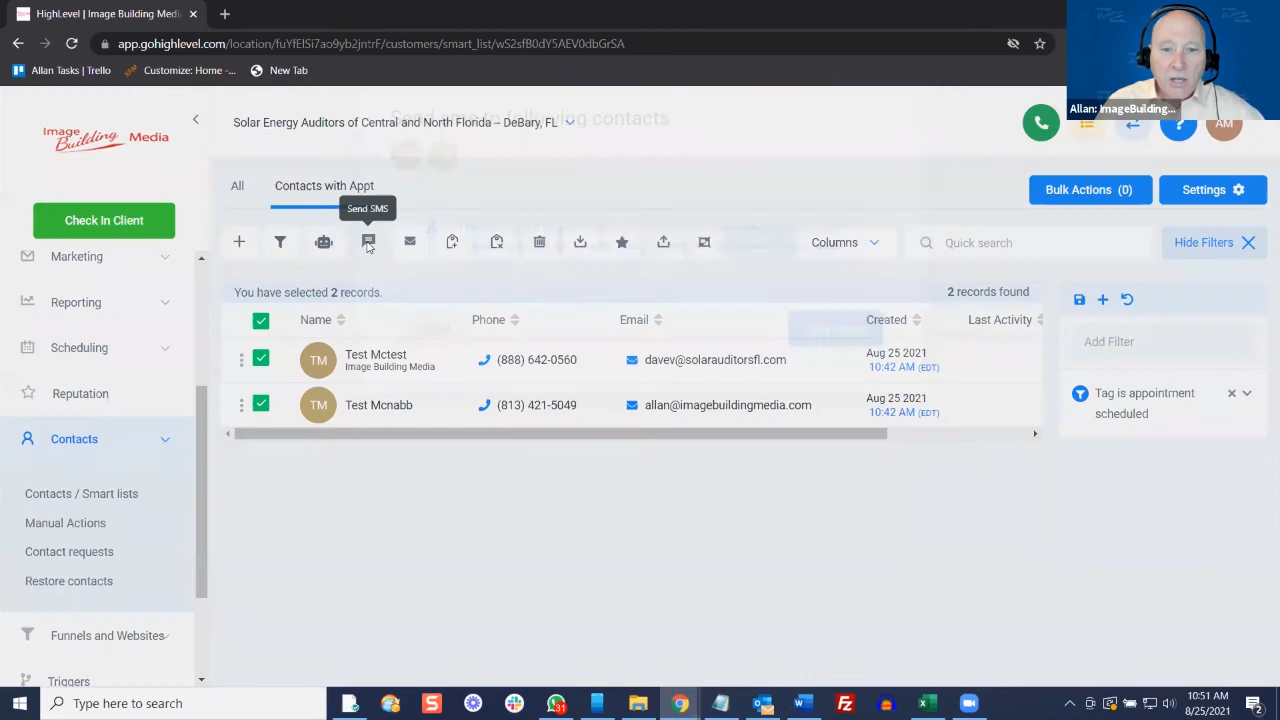 HighLevel | Image Building Medi
app.gohighlevel.com/location/fuYfElSi7ao9yb2jntrF/customers/smart_list/wS2sfB0dY5AEV0dbGrSA
Allan Tasks | Trello
Customize: Home -...
New Tab
Allan: ImageBuilding...
Image Building Media
Solar Energy Auditors of Central and North Florida – DeBary, FL
following contacts
AM
All
Contacts with Appt
Bulk Actions (0)
Settings
Send SMS
Check In Client
Columns
Quick search
Hide Filters
Marketing
Reporting
Scheduling
Reputation
Contacts
Contacts / Smart lists
Manual Actions
Contact requests
Restore contacts
Funnels and Websites
Triggers
You have selected 2 records.
2 records found
Name
Phone
Email
Created
Last Activity
TM
Test Mctest
Image Building Media
(888) 642-0560
davev@solarauditorsfl.com
Aug 25 2021
10:42 AM (EDT)
TM
Test Mcnabb
(813) 421-5049
allan@imagebuildingmedia.com
Aug 25 2021
10:42 AM (EDT)
Add Filter
Tag is appointment
scheduled
Type here to search
31
10:51 AM
8/25/2021
2